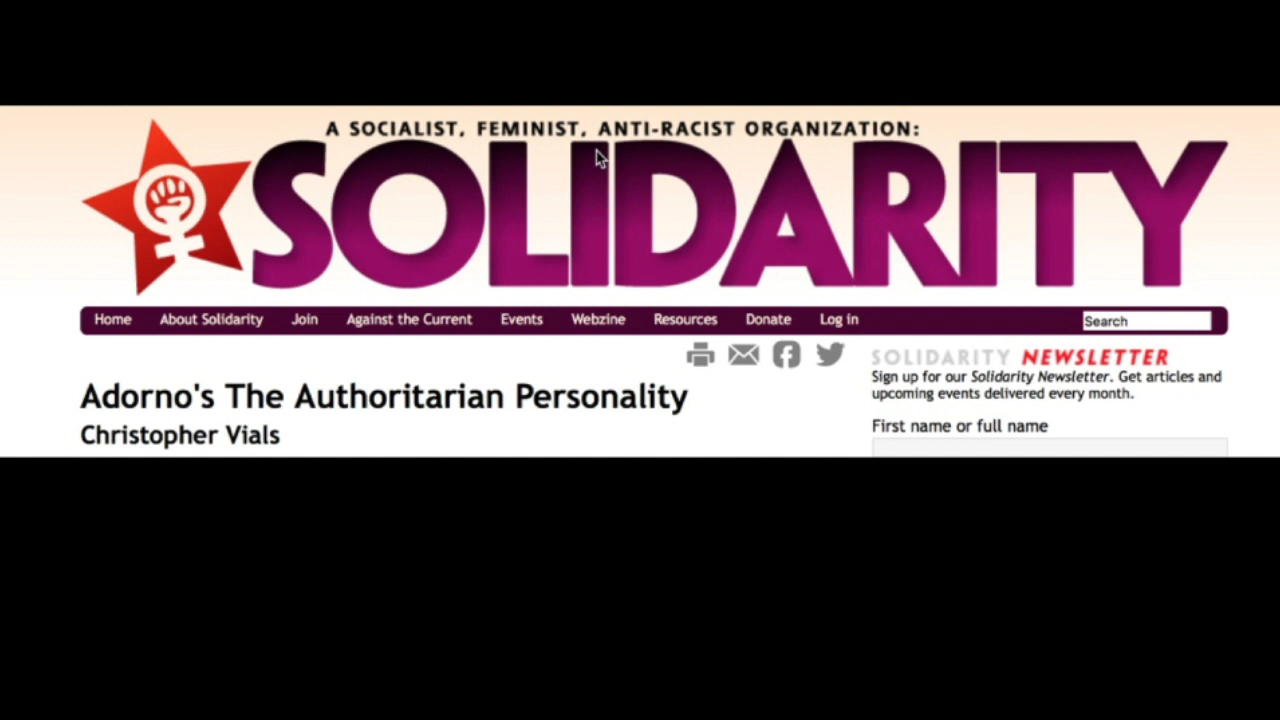 A SOCIALIST, FEMINIST, ANTI-RACIST ORGANIZATION:
SOLIDARITY
Home About Solidarity Join Against the Current Events Webzine Resources Donate Log in Search
SOLIDARITY NEWSLETTER
Sign up for our Solidarity Newsletter. Get articles and
upcoming events delivered every month.
First name or full name
Adorno's The Authoritarian Personality
Christopher Vials